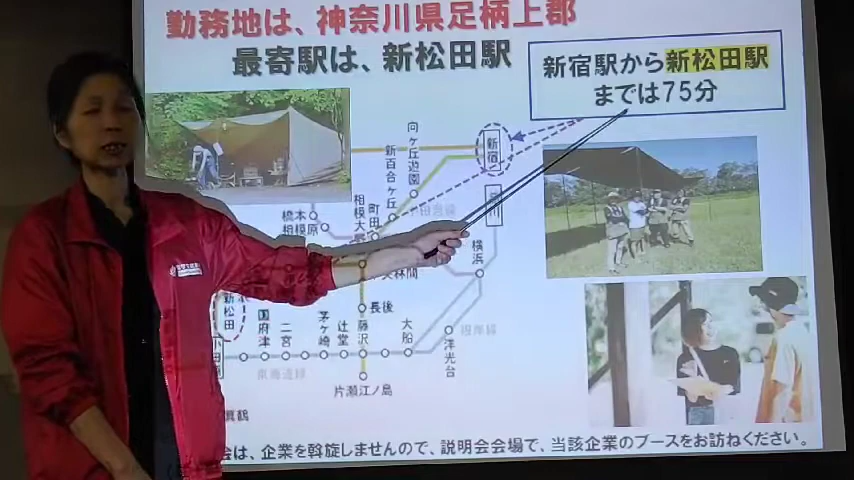 勤務地は、神奈川県足柄上郡
最寄駅は、新松田駅
新宿駅から新松田駅
までは75分
向ヶ丘遊園
新百合ヶ丘
新宿
相模大野
町田
橋本
相模原
横浜
新松田
国府津
二宮
茅ヶ崎
辻堂
藤沢
長後
大船
洋光台
根岸線
東海道線
片瀬江ノ島
真鶴
は、企業を斡旋しませんので、説明会会場で、当該企業のブースをお訪ねください。